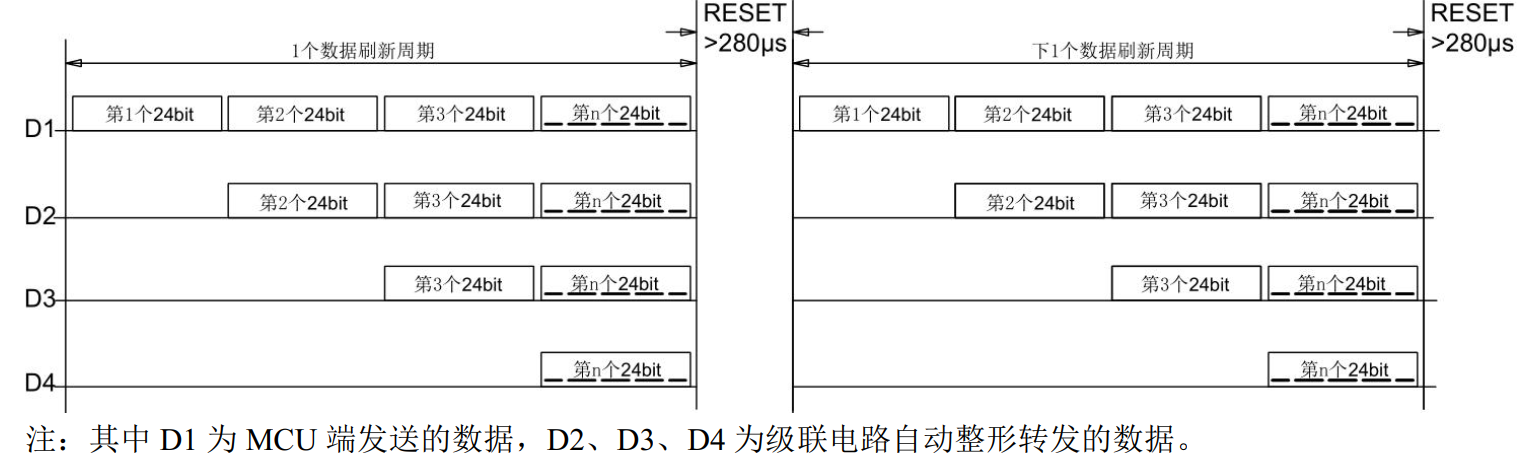 RESET
>280μs
RESET
>280μs
1个数据刷新周期
下1个数据刷新周期
D1
第1个24bit
第2个24bit
第3个24bit
第n个24bit
第1个24bit
第2个24bit
第3个24bit
第n个24bit
D2
第2个24bit
第3个24bit
第n个24bit
第2个24bit
第3个24bit
第n个24bit
D3
第3个24bit
第n个24bit
第3个24bit
第n个24bit
D4
第n个24bit
第n个24bit
注：其中 D1 为 MCU 端发送的数据，D2、D3、D4 为级联电路自动整形转发的数据。